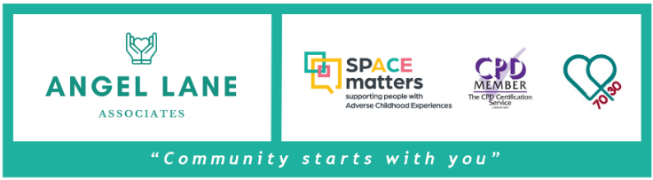 ANGEL LANE
ASSOCIATES
SPACE
matters
supporting people with
Adverse Childhood Experiences
CPD
MEMBER
The CPD Certification
Service
70/30
“Community starts with you”